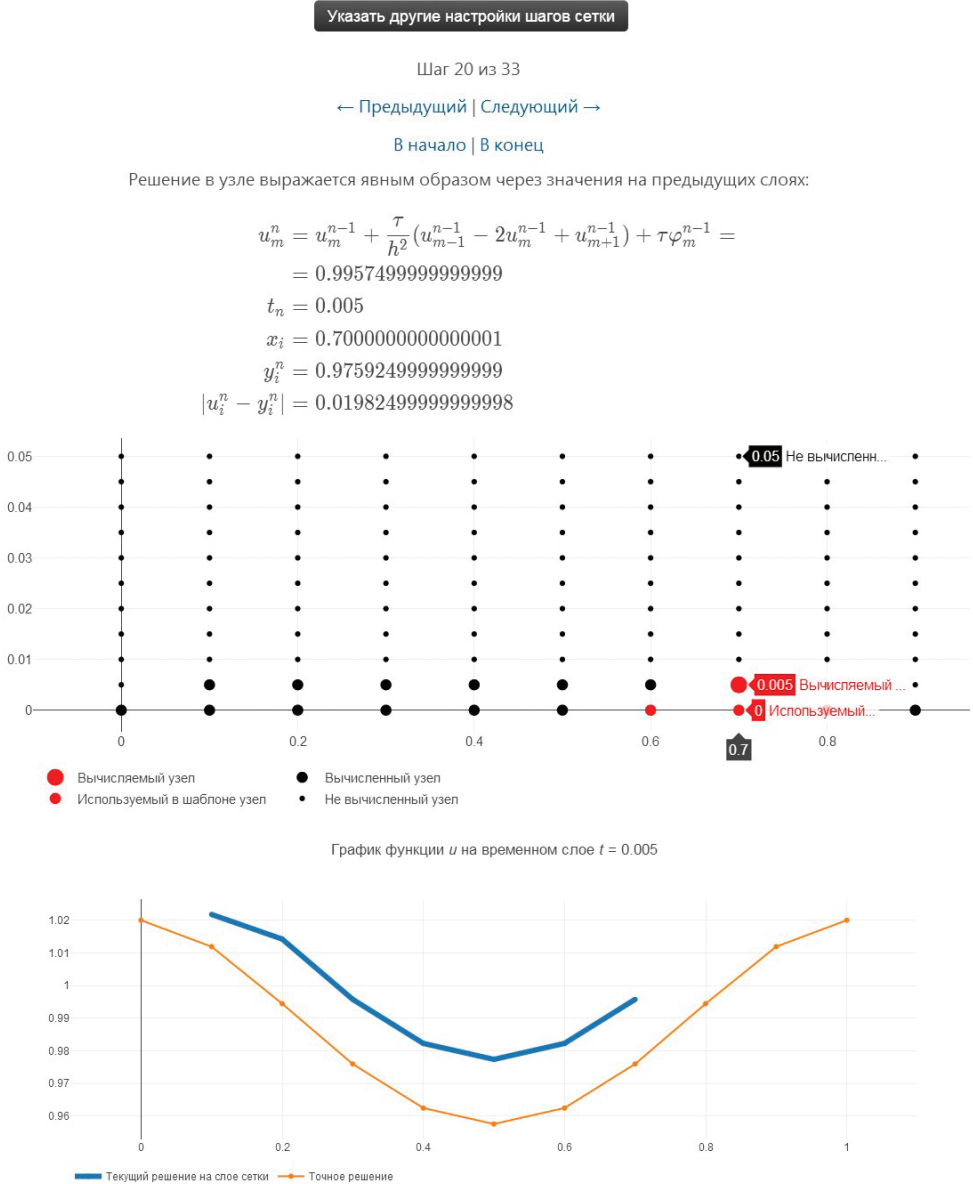 Указать другие настройки шагов сетки
Шаг 20 из 33
← Предыдущий | Следующий →
В начало | В конец
Решение в узле выражается явным образом через значения на предыдущих слоях:
u_m^n = u_m^{n-1} + \frac{τ}{h^2}(u_{m-1}^{n-1} − 2u_m^{n-1} + u_{m+1}^{n-1}) + τφ_m^{n-1} =
= 0.9957499999999999
t_n = 0.005
x_i = 0.7000000000000001
y_i^n = 0.9759249999999999
|u_i^n − y_i^n| = 0.01982499999999998
0.05
0.05 Не вычисленн...
0.04
0.03
0.02
0.01
0.005 Вычисляемый ...
0
0 Используемый...
0 0.2 0.4 0.6 0.8
0.7
Вычисляемый узел Вычисленный узел
Используемый в шаблоне узел Не вычисленный узел
График функции u на временном слое t = 0.005
1.02
1.01
1
0.99
0.98
0.97
0.96
0 0.2 0.4 0.6 0.8 1
Текущий решение на слое сетки Точное решение